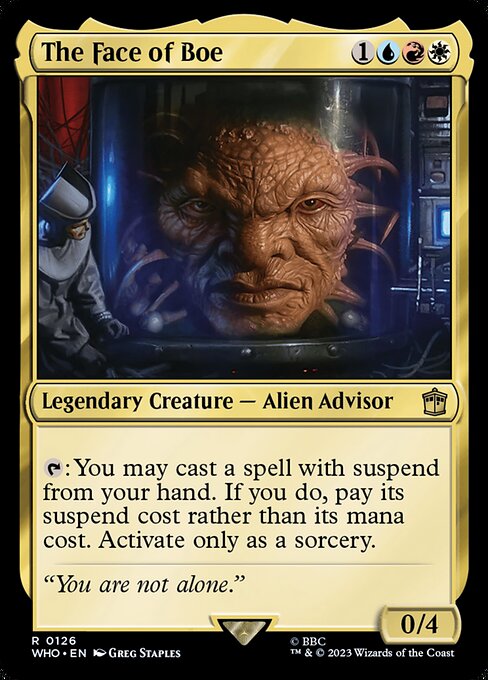 The Face of Boe 1
Legendary Creature — Alien Advisor
: You may cast a spell with suspend
from your hand. If you do, pay its
suspend cost rather than its mana
cost. Activate only as a sorcery.
“You are not alone.”
0/4
R 0126
WHO • EN Greg Staples
© BBC
™ & © 2023 Wizards of the Coast